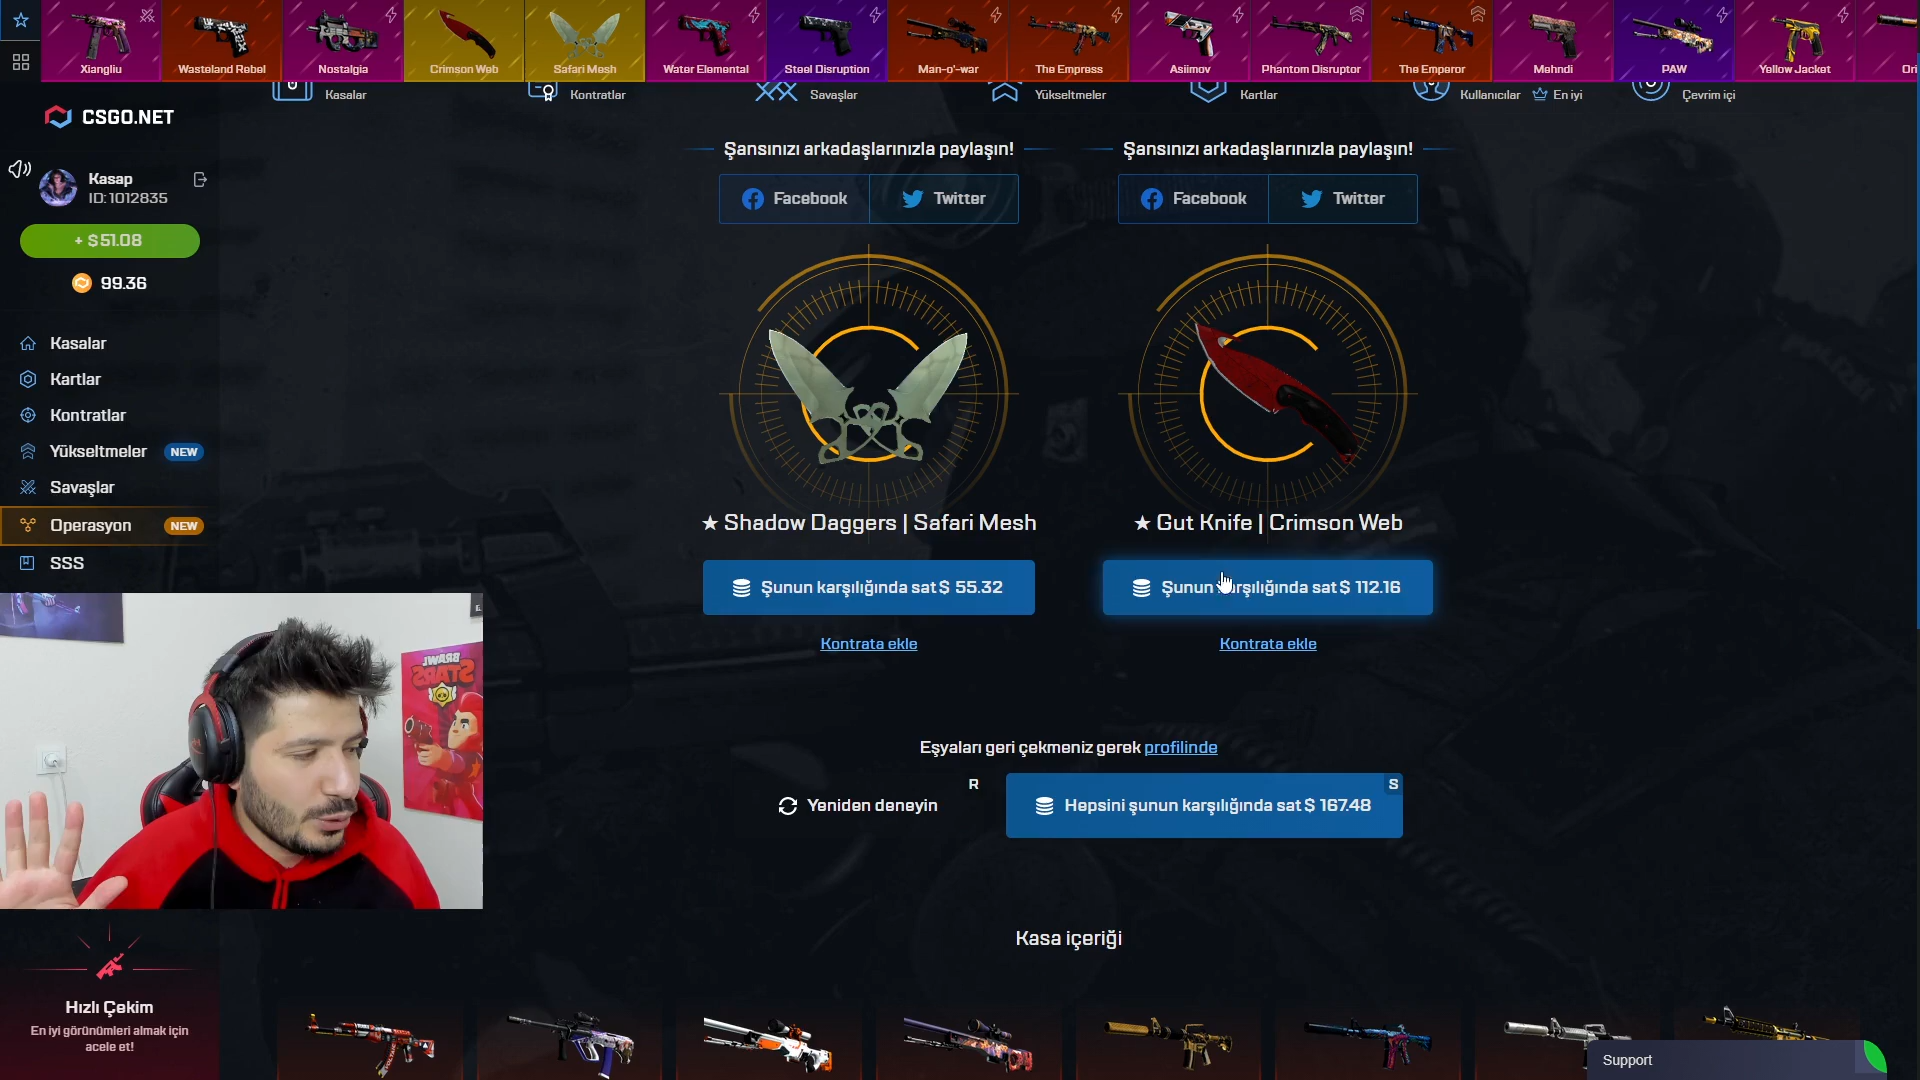 Xiangliu
Wasteland Rebel
Nostalgia
Crimson Web
Safari Mesh
Water Elemental
Steel Disruption
Man-o'-war
The Empress
Asiimov
Phantom Disruptor
The Emperor
Mehndi
PAW
Yellow Jacket
Ori
Kasalar
Kontratlar
Savaşlar
Yükseltmeler
Kartlar
Kullanıcılar
En iyi
Çevrim içi
CSGO.NET
Kasap
ID: 1012835
+ $ 51.08
99.36
Kasalar
Kartlar
Kontratlar
Yükseltmeler NEW
Savaşlar
Operasyon NEW
SSS
Şansınızı arkadaşlarınızla paylaşın!
Facebook
Twitter
★ Shadow Daggers | Safari Mesh
Şunun karşılığında sat $ 55.32
Kontrata ekle
Şansınızı arkadaşlarınızla paylaşın!
Facebook
Twitter
★ Gut Knife | Crimson Web
Şunun karşılığında sat $ 112.16
Kontrata ekle
Eşyaları geri çekmeniz gerek profilinde
Yeniden deneyin R
Hepsini şunun karşılığında sat $ 167.48 S
Kasa içeriği
BRAWL
STARS
Hızlı Çekim
En iyi görünümleri almak için
acele et!
Support